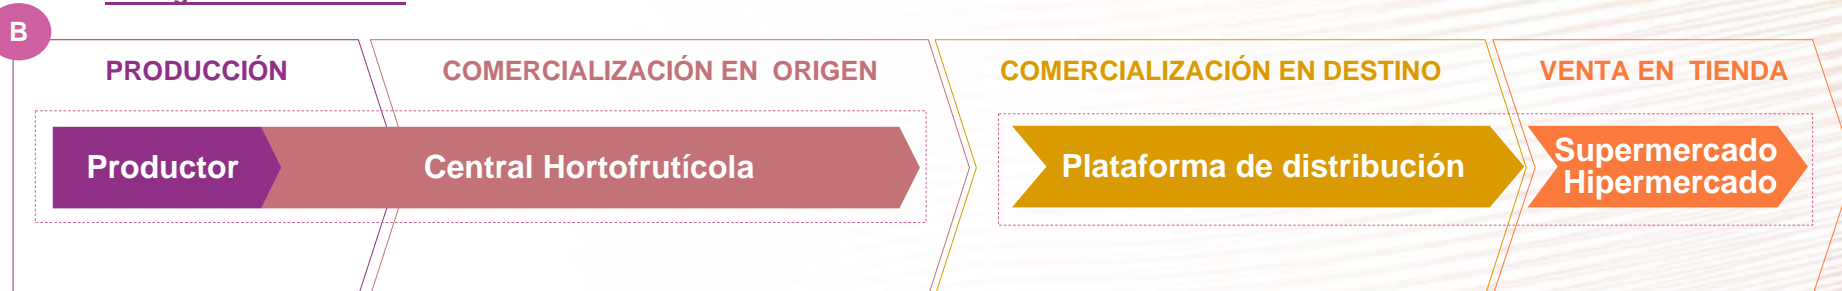 B
PRODUCCIÓN
COMERCIALIZACIÓN EN ORIGEN
COMERCIALIZACIÓN EN DESTINO
VENTA EN TIENDA
Productor
Central Hortofrutícola
Plataforma de distribución
Supermercado
Hipermercado